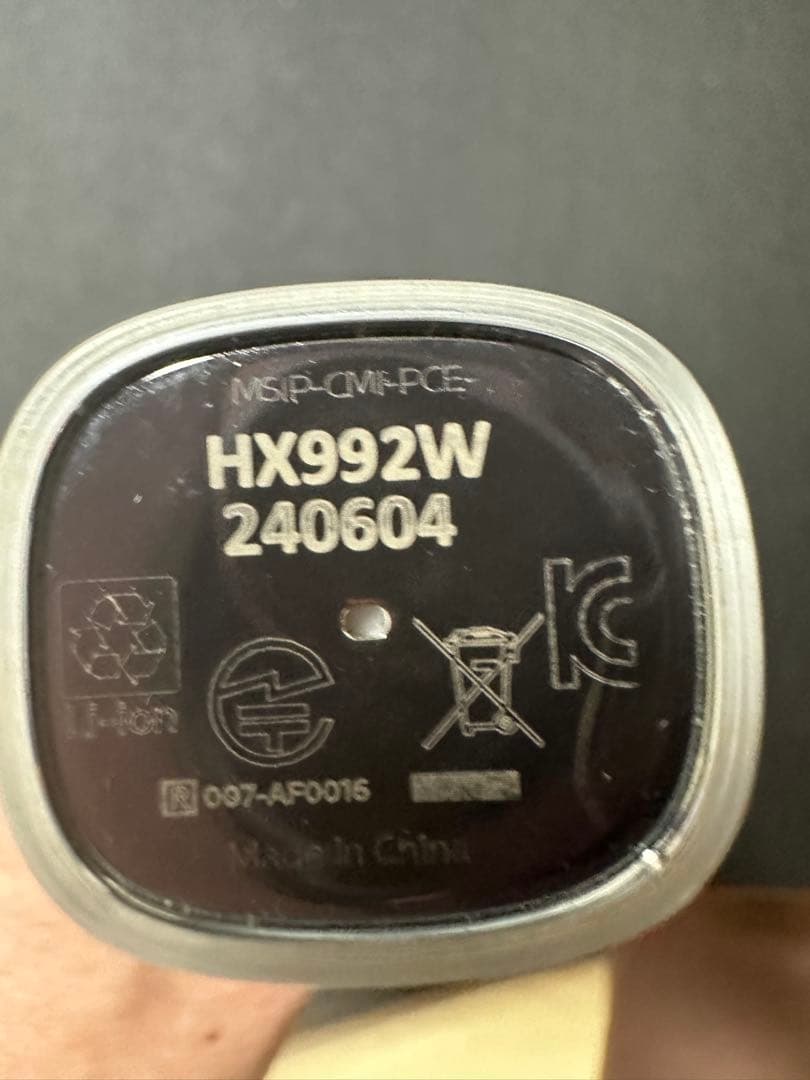 MSIP-CMI-PCE-
HX992W
240604
Li-ion
R 097-AF0016
Made in China